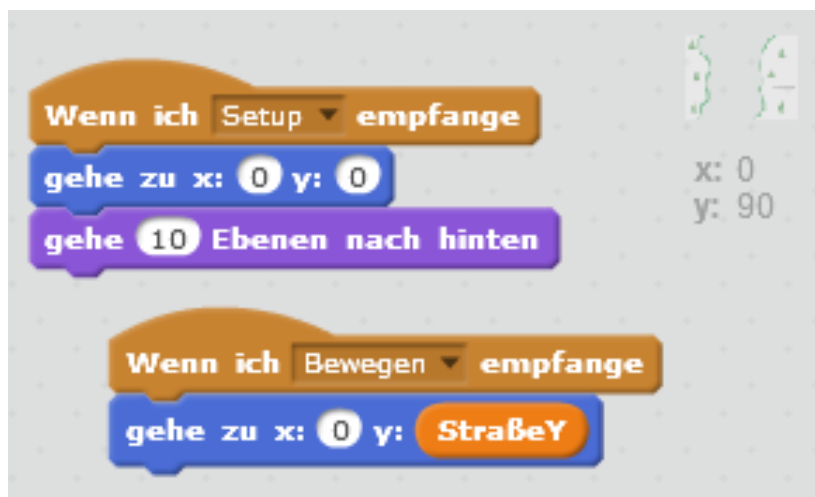 Wenn ich Setup empfange
gehe zu x: 0 y: 0
gehe 10 Ebenen nach hinten
x: 0
y: 90
Wenn ich Bewegen empfange
gehe zu x: 0 y: StraßeY